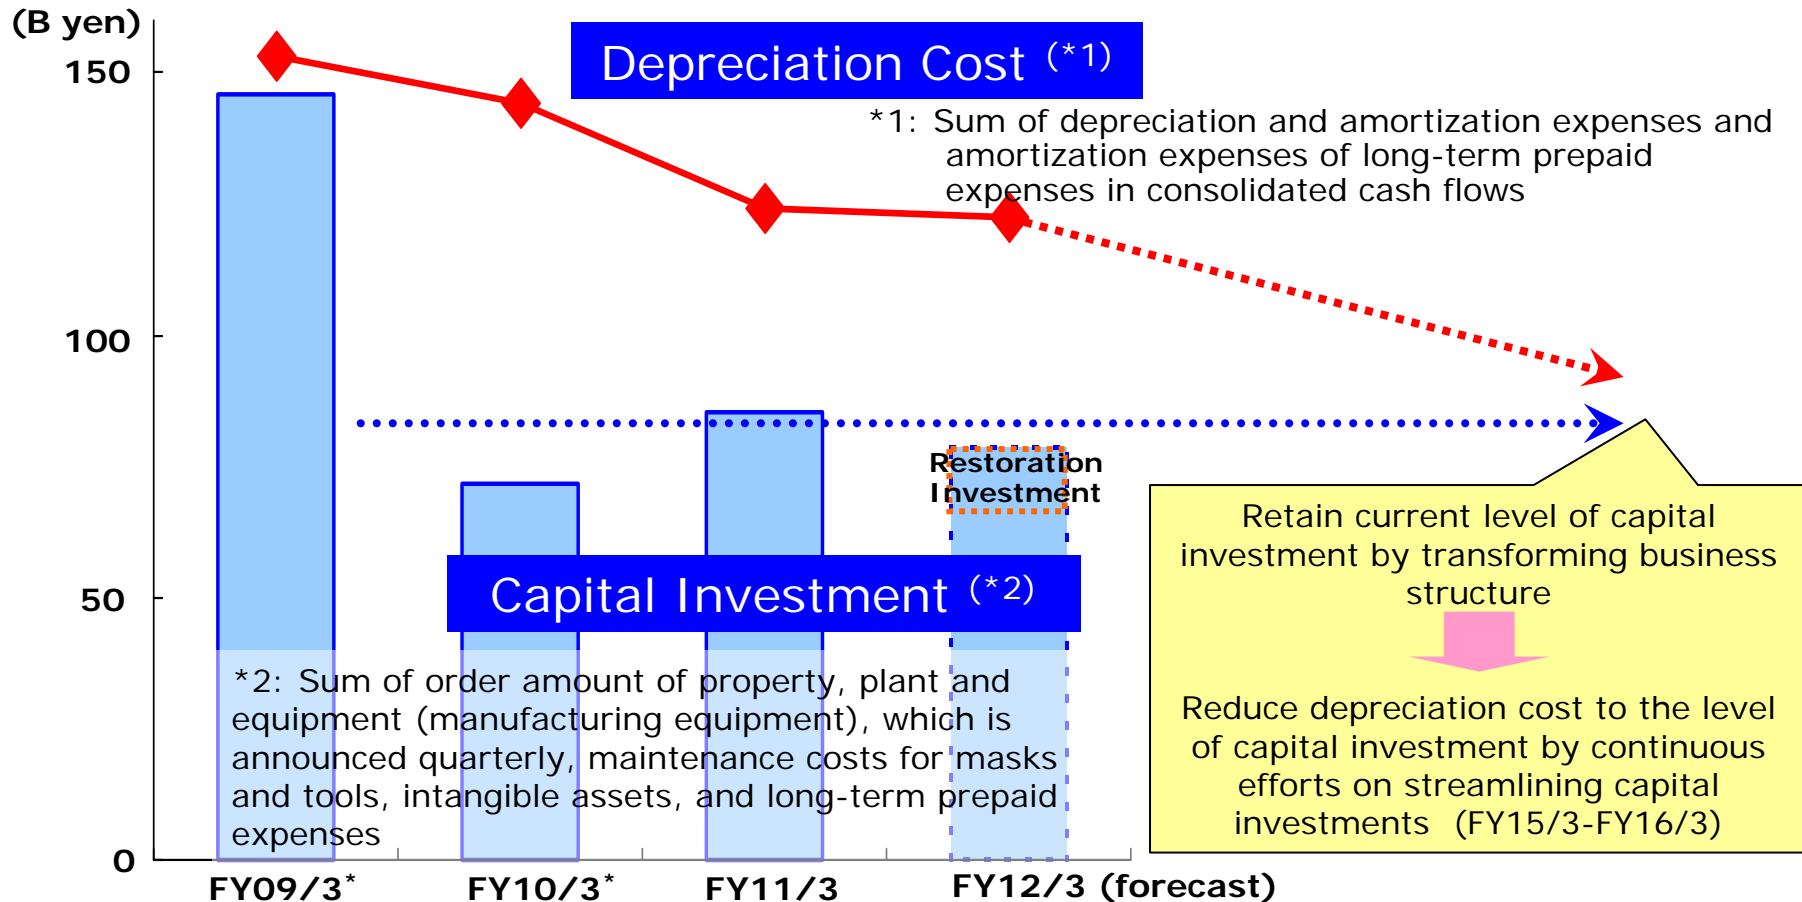 (B yen)
150
100
50
0
Depreciation Cost (*1)
*1: Sum of depreciation and amortization expenses and
amortization expenses of long-term prepaid
expenses in consolidated cash flows
Restoration
Investment
Capital Investment (*2)
*2: Sum of order amount of property, plant and
equipment (manufacturing equipment), which is
announced quarterly, maintenance costs for masks
and tools, intangible assets, and long-term prepaid
expenses
Retain current level of capital
investment by transforming business
structure
Reduce depreciation cost to the level
of capital investment by continuous
efforts on streamlining capital
investments (FY15/3-FY16/3)
FY09/3* FY10/3* FY11/3 FY12/3 (forecast)